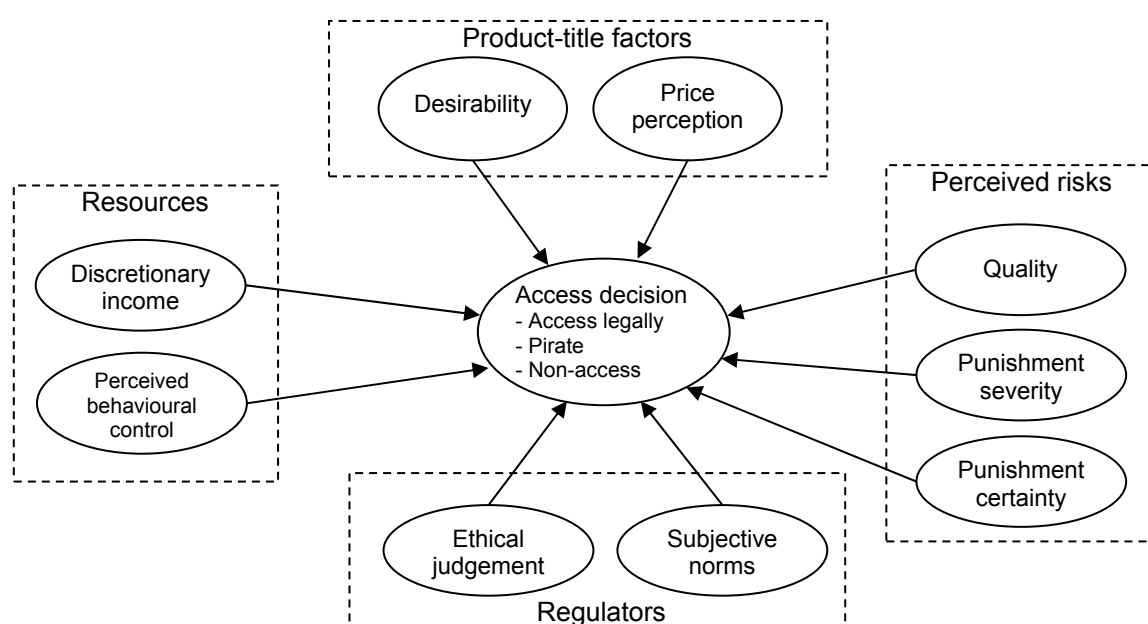 Product-title factors
Desirability
Price
perception
Resources
Discretionary
income
Perceived
behavioural
control
Access decision
- Access legally
- Pirate
- Non-access
Perceived risks
Quality
Punishment
severity
Punishment
certainty
Ethical
judgement
Subjective
norms
Regulators